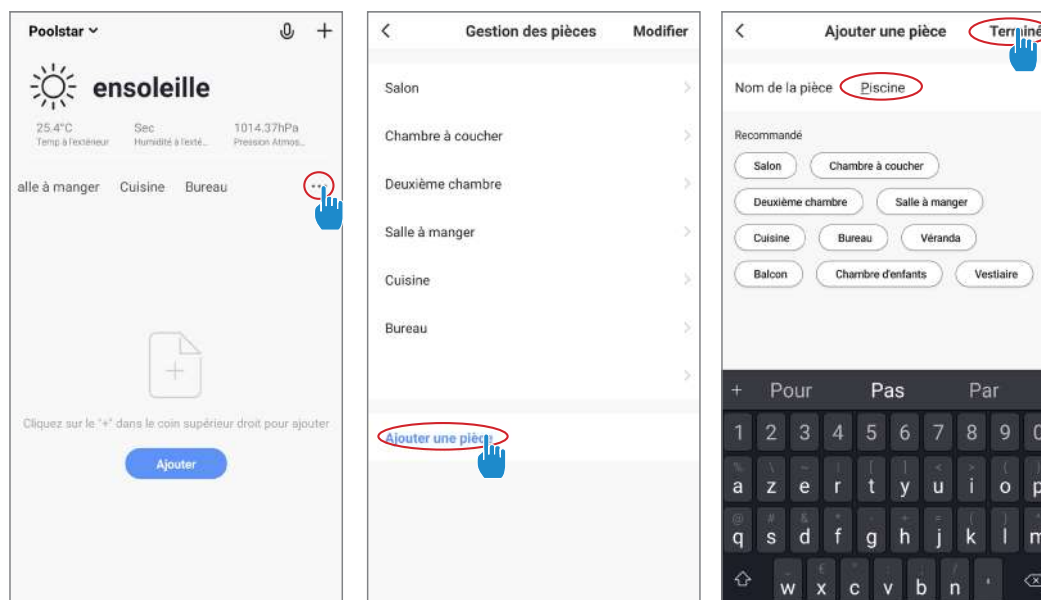 Poolstar
ensoleille
25.4°C Sec 1014.37hPa
Temp à l'extérieur Humidité à l'exté... Pression Atmos...
alle à manger Cuisine Bureau ...
Cliquez sur le "+" dans le coin supérieur droit pour ajouter
Ajouter
Gestion des pièces Modifier
Salon
Chambre à coucher
Deuxième chambre
Salle à manger
Cuisine
Bureau
Ajouter une pièce
Ajouter une pièce Terminé
Nom de la pièce Piscine
Recommandé
Salon Chambre à coucher
Deuxième chambre Salle à manger
Cuisine Bureau Véranda
Balcon Chambre d'enfants Vestiaire
+ Pour Pas Par
1 2 3 4 5 6 7 8 9 0
a z e r t y u i o p
q s d f g h j k l m
w x c v b n '